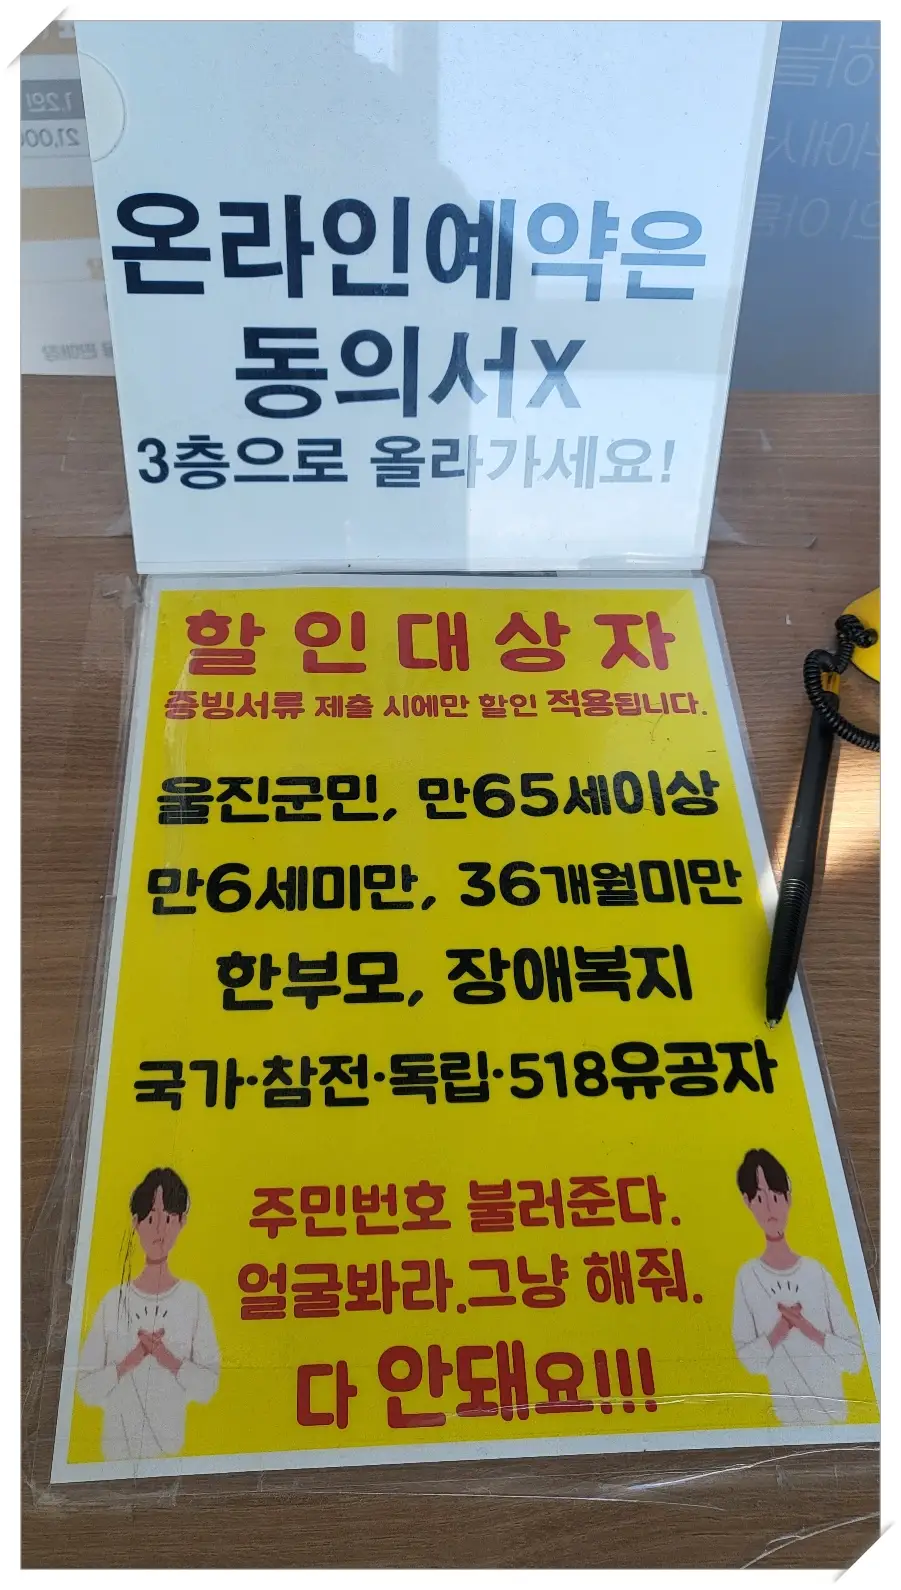 온라인예약은
동의서X
3층으로 올라가세요!
할인대상자
증빙서류 제출 시에만 할인 적용됩니다.
울진군민, 만65세이상
만6세미만, 36개월미만
한부모, 장애복지
국가·참전·독립·518유공자
주민번호 불러준다.
얼굴봐라.그냥 해줘.
다 안돼요!!!